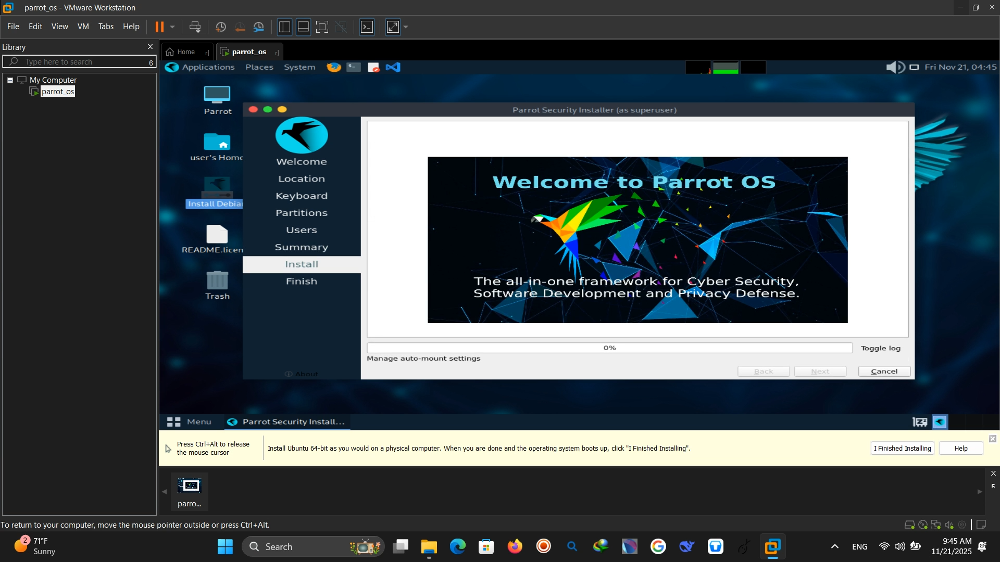 parrot_os - VMware Workstation
File Edit View VM Tabs Help
Library
Type here to search
My Computer
parrot_os
Home
parrot_os
Applications Places System
Fri Nov 21, 04:45
Parrot
user's Home
Install Debian
README.licen
Trash
Parrot Security Installer (as superuser)
Welcome
Location
Keyboard
Partitions
Users
Summary
Install
Finish
About
Welcome to Parrot OS
The all-in-one framework for Cyber Security,
Software Development and Privacy Defense.
0%
Toggle log
Manage auto-mount settings
Back Next Cancel
Menu Parrot Security Install...
Press Ctrl+Alt to release
the mouse cursor
Install Ubuntu 64-bit as you would on a physical computer. When you are done and the operating system boots up, click "I Finished Installing".
I Finished Installing Help
parro...
To return to your computer, move the mouse pointer outside or press Ctrl+Alt.
2
71°F
Sunny
Search
ENG
9:45 AM
11/21/2025